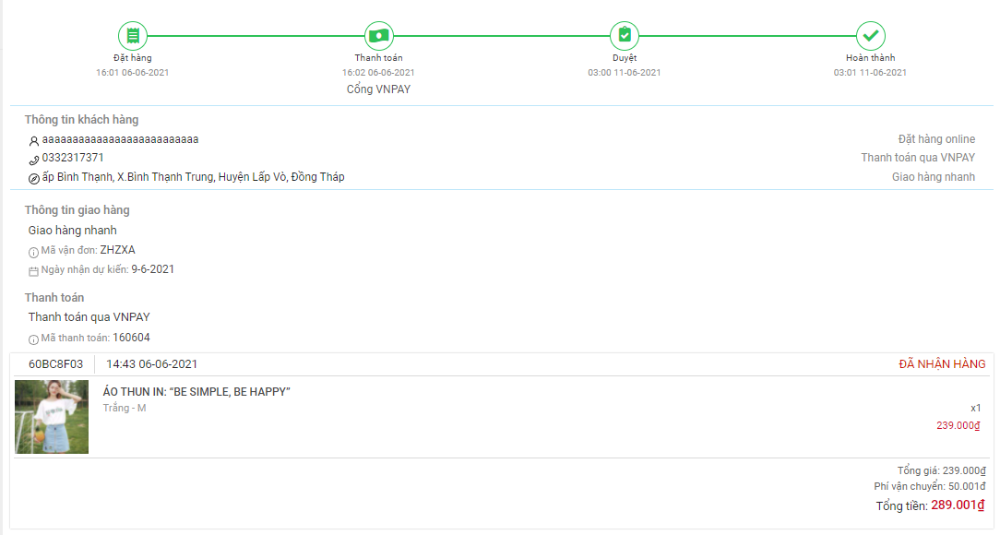 Đặt hàng
16:01 06-06-2021
Thanh toán
16:02 06-06-2021
Cổng VNPAY
Duyệt
03:00 11-06-2021
Hoàn thành
03:01 11-06-2021
Thông tin khách hàng
aaaaaaaaaaaaaaaaaaaaaaaaaa
Đặt hàng online
0332317371
Thanh toán qua VNPAY
ấp Bình Thạnh, X.Bình Thạnh Trung, Huyện Lấp Vò, Đồng Tháp
Giao hàng nhanh
Thông tin giao hàng
Giao hàng nhanh
Mã vận đơn: ZHZXA
Ngày nhận dự kiến: 9-6-2021
Thanh toán
Thanh toán qua VNPAY
Mã thanh toán: 160604
60BC8F03 14:43 06-06-2021 ĐÃ NHẬN HÀNG
ÁO THUN IN: “BE SIMPLE, BE HAPPY”
Trắng - M
x1
239.000₫
Tổng giá: 239.000₫
Phí vận chuyển: 50.001đ
Tổng tiền: 289.001₫